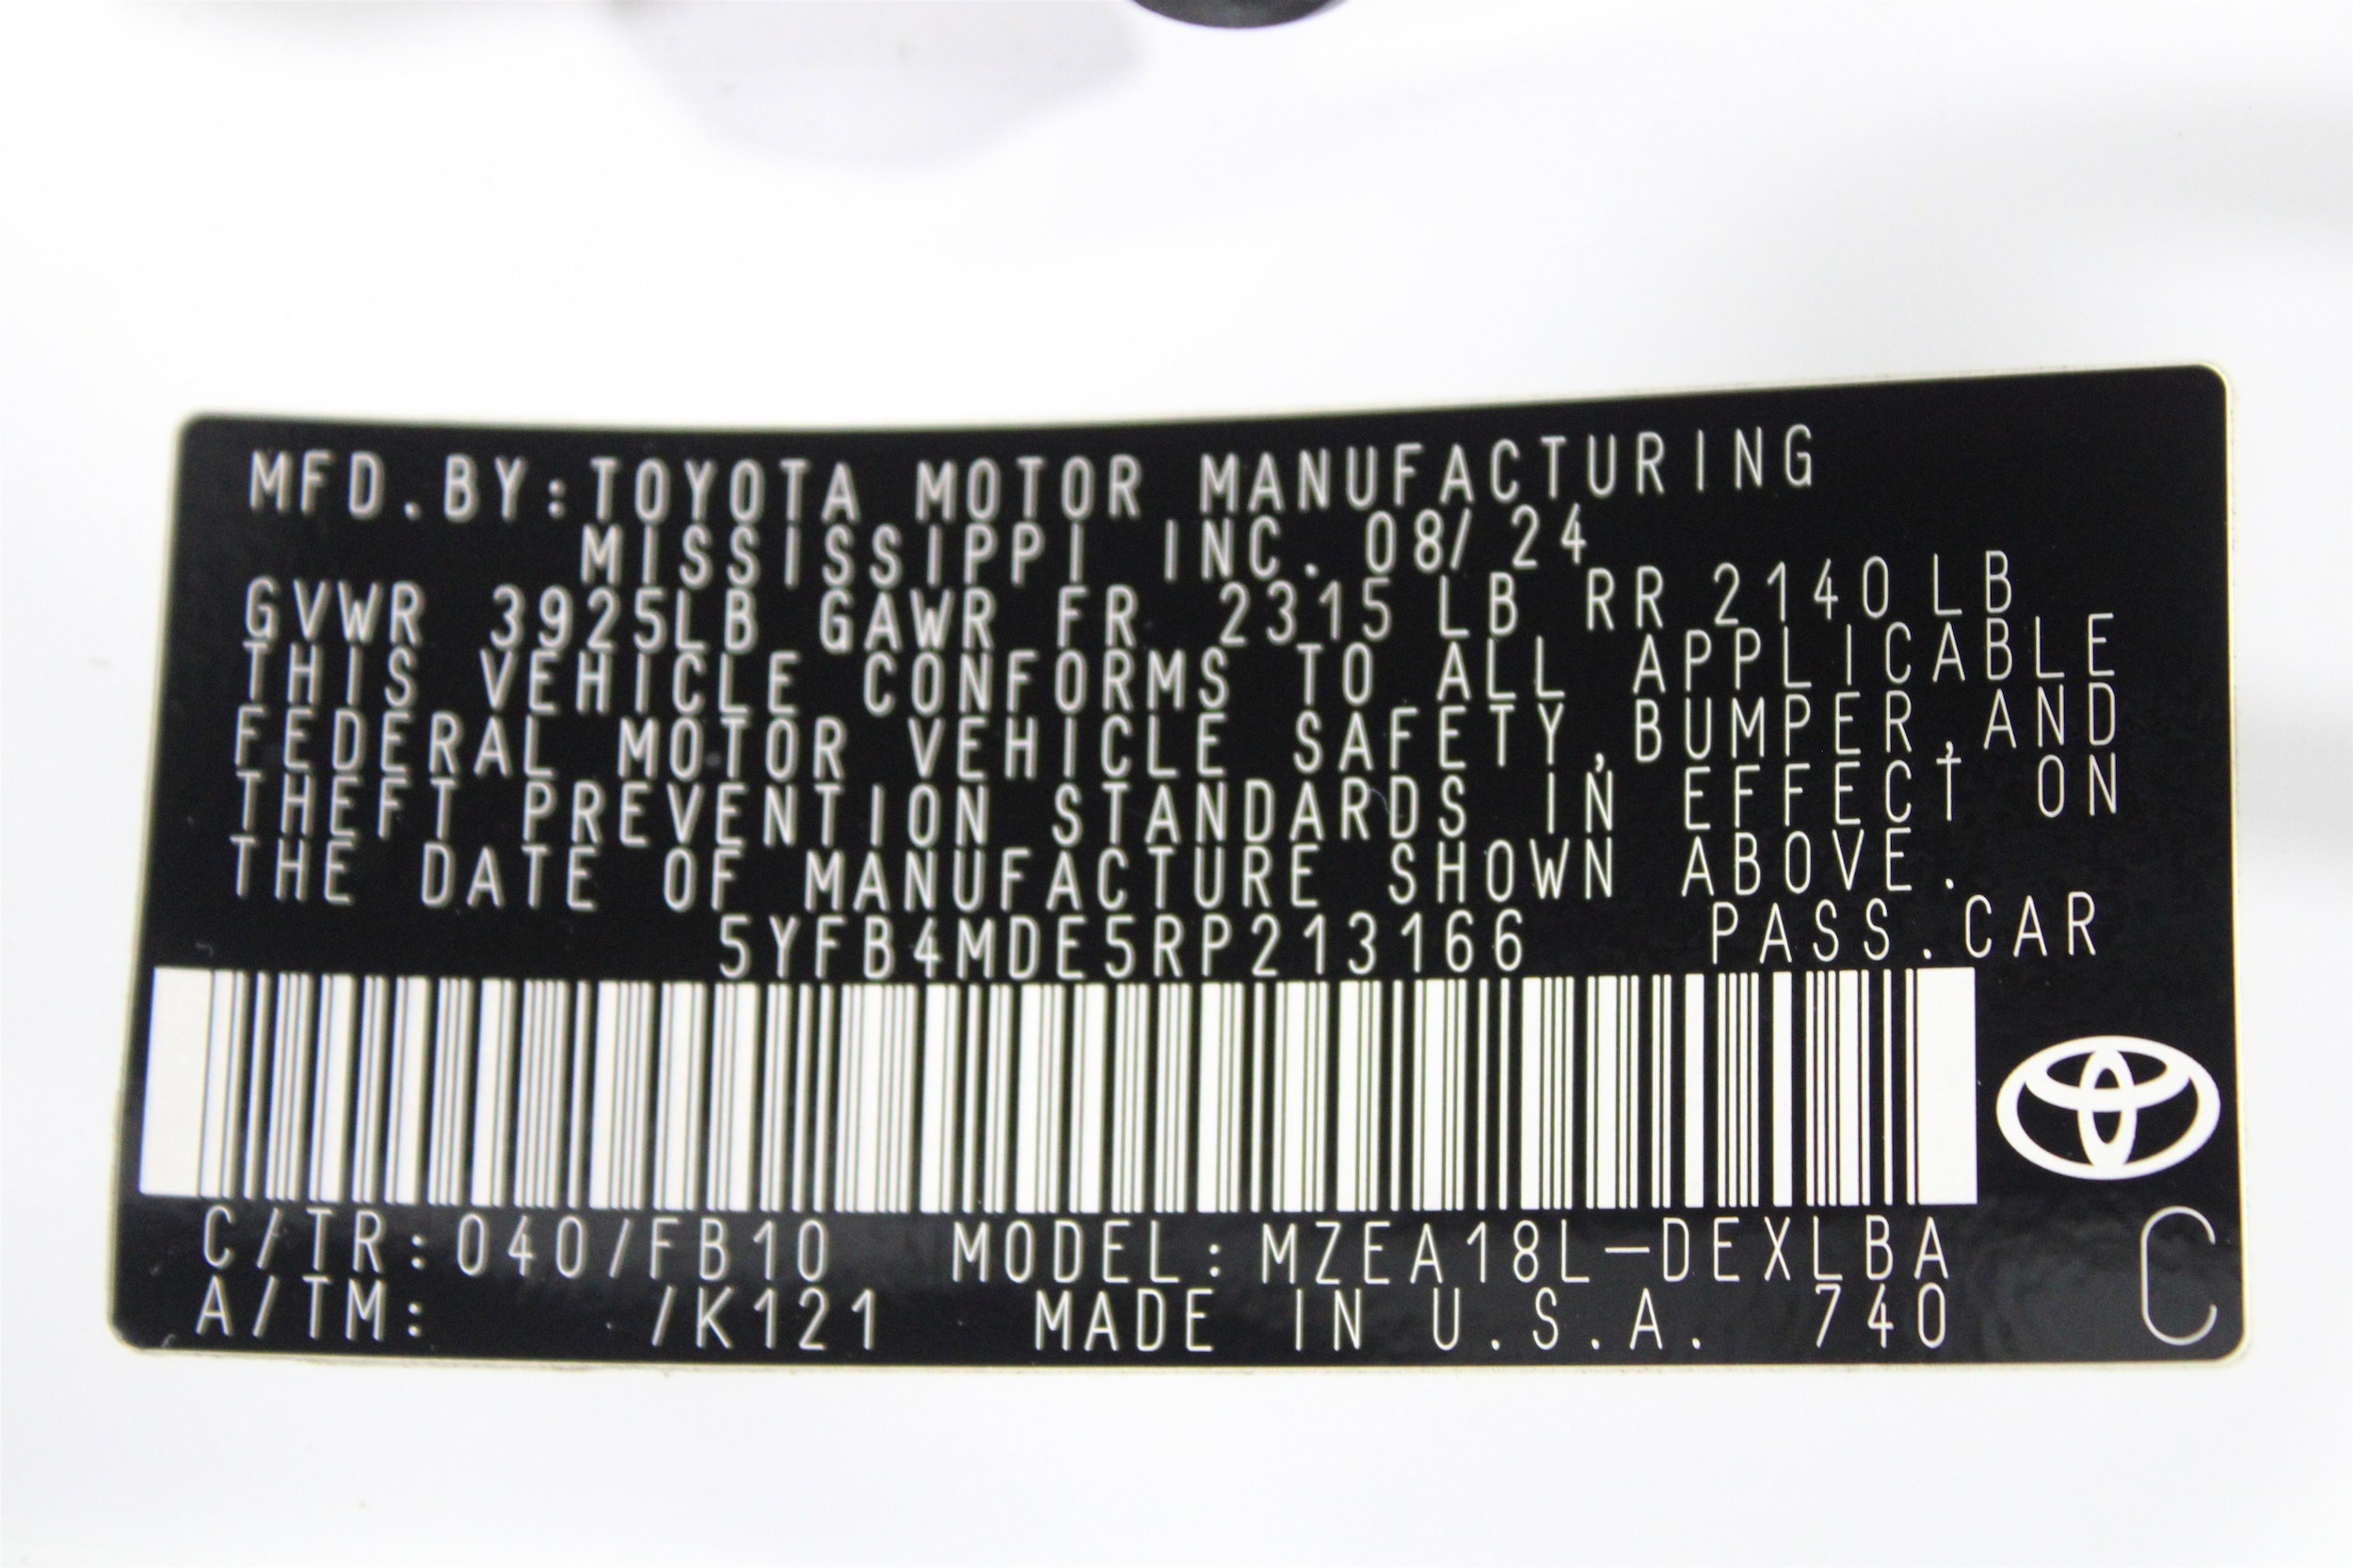 MFD.BY:TOYOTA MOTOR MANUFACTURING
MISSISSIPPI INC. 08/24
GVWR 3925LB GAWR FR 2315 LB RR 2140 LB
THIS VEHICLE CONFORMS TO ALL APPLICABLE
FEDERAL MOTOR VEHICLE SAFETY,BUMPER,AND
THEFT PREVENTION STANDARDS IN EFFECT ON
THE DATE OF MANUFACTURE SHOWN ABOVE.
5YFB4MDE5RP213166 PASS.CAR
C/TR:040/FB10 MODEL:MZEA18L-DEXLBA
A/TM: /K121 MADE IN U.S.A. 740
C